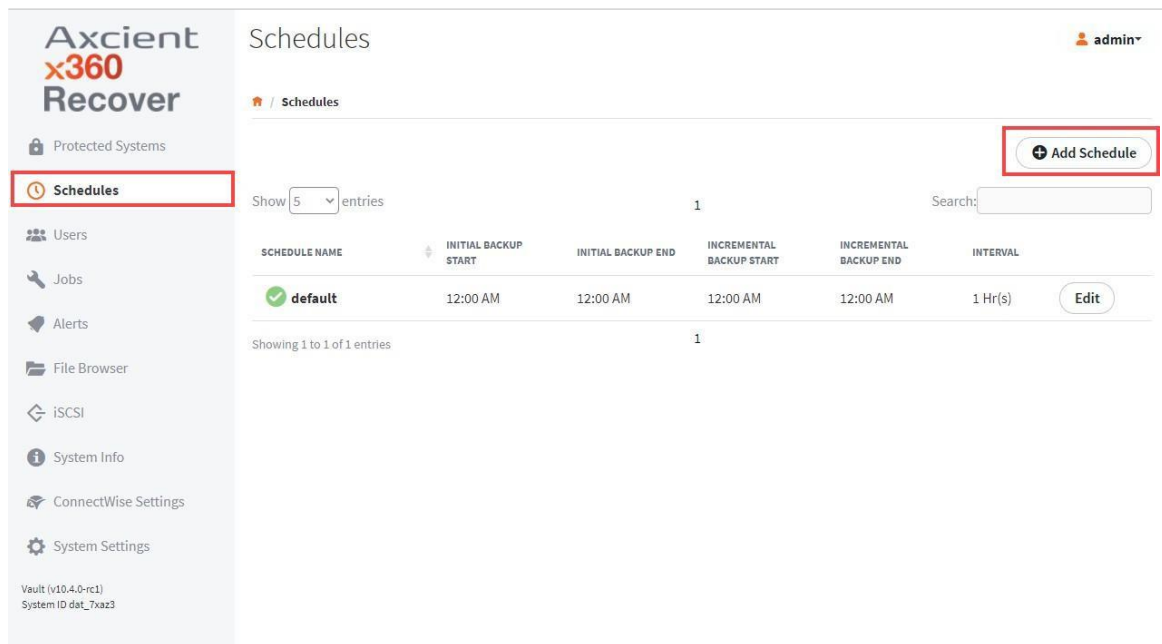 Axcient
x360
Recover
Protected Systems
Schedules
Users
Jobs
Alerts
File Browser
iSCSI
System Info
ConnectWise Settings
System Settings
Vault (v10.4.0-rc1)
System ID dat_7xaz3
Schedules
admin
/ Schedules
Add Schedule
Show 5 entries
1
Search:
SCHEDULE NAME INITIAL BACKUP START INITIAL BACKUP END INCREMENTAL BACKUP START INCREMENTAL BACKUP END INTERVAL
default 12:00 AM 12:00 AM 12:00 AM 12:00 AM 1 Hr(s) Edit
Showing 1 to 1 of 1 entries
1